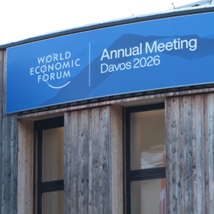 WORLD
ECONOMIC
FORUM
Annual Meeting
Davos 2026